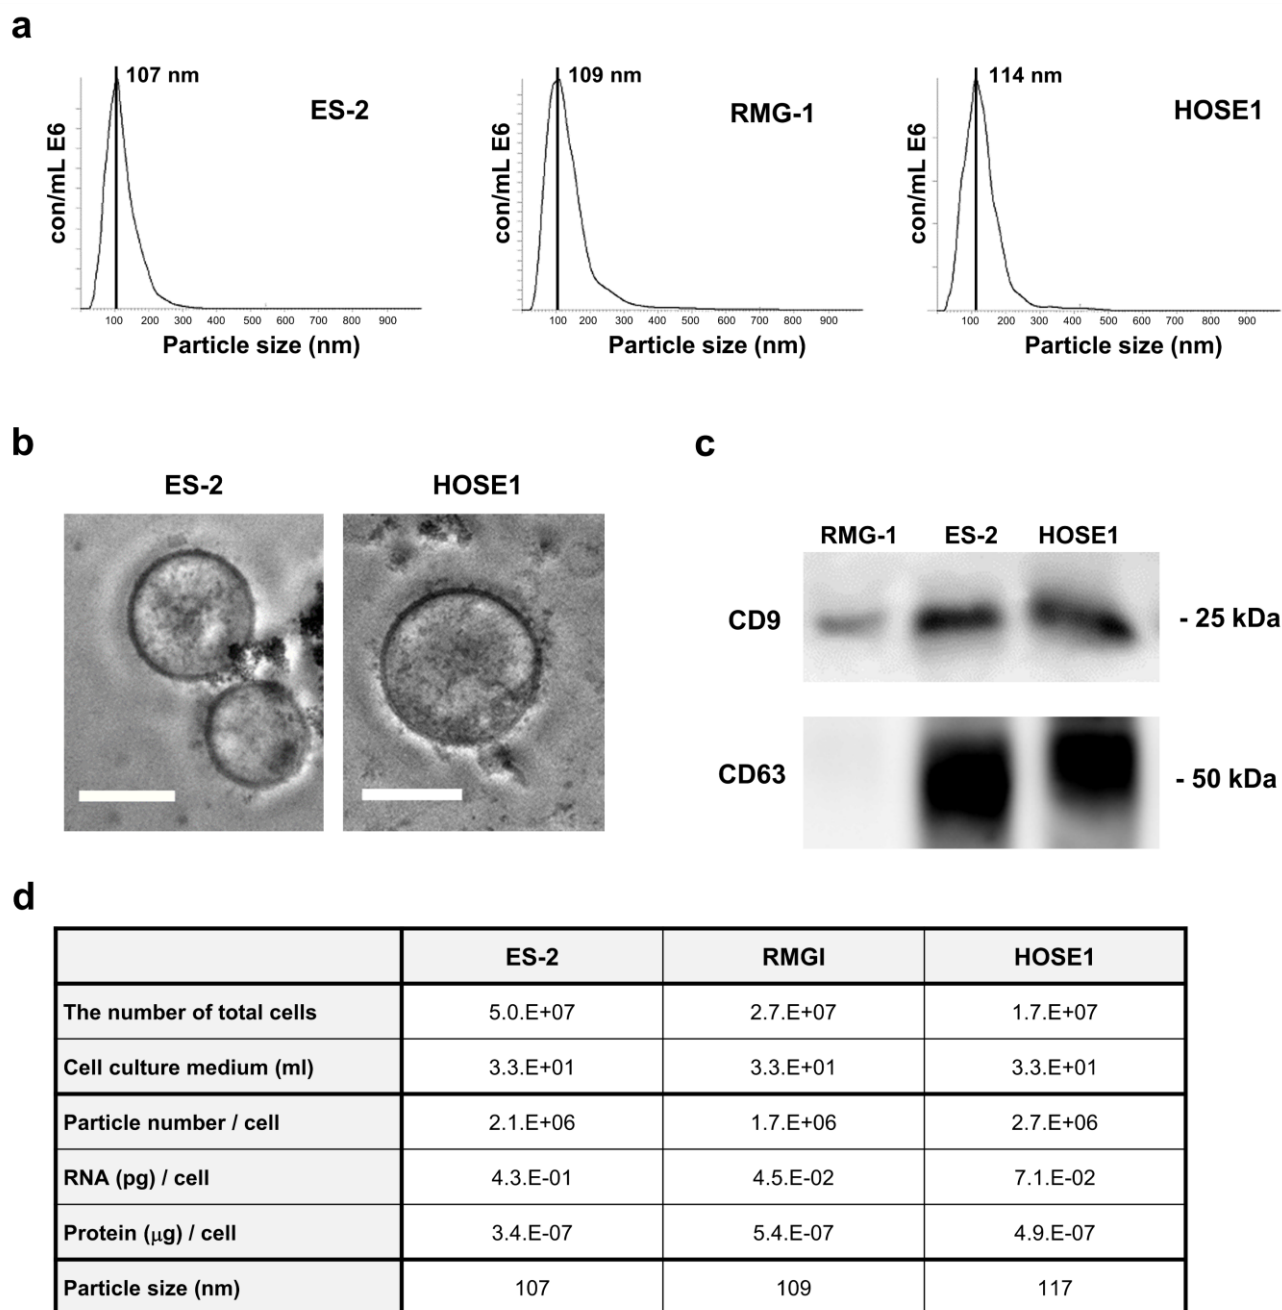 a
107 nm
ES-2
con/mL E6
100 200 300 400 500 600 700 800 900
Particle size (nm)
109 nm
RMG-1
con/mL E6
100 200 300 400 500 600 700 800 900
Particle size (nm)
114 nm
HOSE1
con/mL E6
100 200 300 400 500 600 700 800 900
Particle size (nm)
b
ES-2 HOSE1
c
RMG-1 ES-2 HOSE1
CD9 - 25 kDa
CD63 - 50 kDa
d
ES-2 RMGI HOSE1
The number of total cells 5.0.E+07 2.7.E+07 1.7.E+07
Cell culture medium (ml) 3.3.E+01 3.3.E+01 3.3.E+01
Particle number / cell 2.1.E+06 1.7.E+06 2.7.E+06
RNA (pg) / cell 4.3.E-01 4.5.E-02 7.1.E-02
Protein (μg) / cell 3.4.E-07 5.4.E-07 4.9.E-07
Particle size (nm) 107 109 117